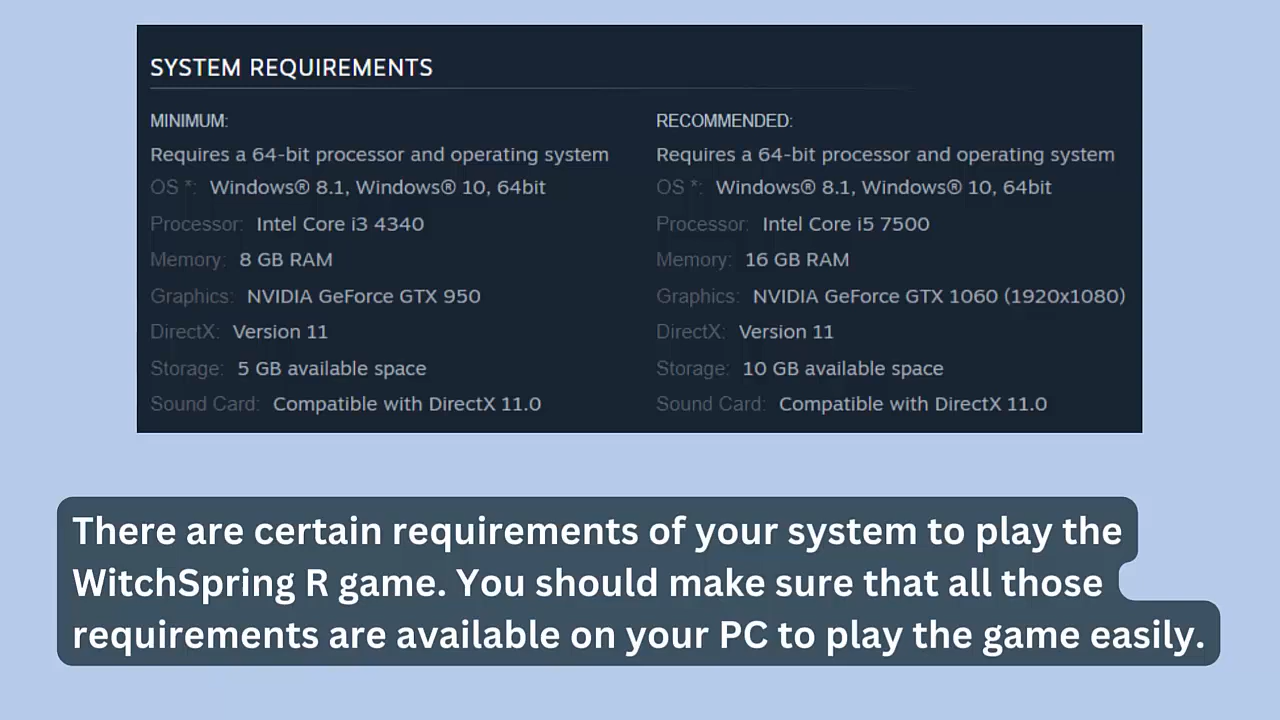 SYSTEM REQUIREMENTS
MINIMUM:
Requires a 64-bit processor and operating system
OS *: Windows® 8.1, Windows® 10, 64bit
Processor: Intel Core i3 4340
Memory: 8 GB RAM
Graphics: NVIDIA GeForce GTX 950
DirectX: Version 11
Storage: 5 GB available space
Sound Card: Compatible with DirectX 11.0
RECOMMENDED:
Requires a 64-bit processor and operating system
OS *: Windows® 8.1, Windows® 10, 64bit
Processor: Intel Core i5 7500
Memory: 16 GB RAM
Graphics: NVIDIA GeForce GTX 1060 (1920x1080)
DirectX: Version 11
Storage: 10 GB available space
Sound Card: Compatible with DirectX 11.0
There are certain requirements of your system to play the
WitchSpring R game. You should make sure that all those
requirements are available on your PC to play the game easily.